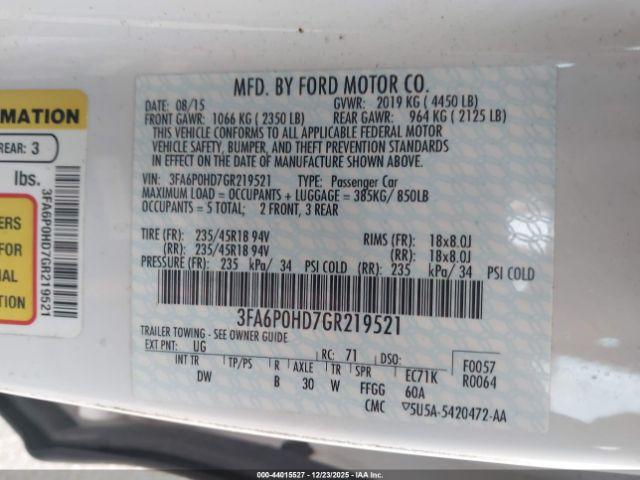 MFD. BY FORD MOTOR CO.
DATE: 08/15 GVWR: 2019 KG ( 4450 LB)
FRONT GAWR: 1066 KG ( 2350 LB) REAR GAWR: 964 KG ( 2125 LB)
THIS VEHICLE CONFORMS TO ALL APPLICABLE FEDERAL MOTOR
VEHICLE SAFETY, BUMPER, AND THEFT PREVENTION STANDARDS
IN EFFECT ON THE DATE OF MANUFACTURE SHOWN ABOVE.
VIN: 3FA6P0HD7GR219521 TYPE: Passenger Car
MAXIMUM LOAD = OCCUPANTS + LUGGAGE = 385KG/ 850LB
OCCUPANTS = 5 TOTAL; 2 FRONT, 3 REAR
TIRE (FR): 235/45R18 94V RIMS (FR): 18x8.0J
(RR): 235/45R18 94V (RR): 18x8.0J
PRESSURE (FR): 235 kPa/ 34 PSI COLD (RR): 235 kPa/ 34 PSI COLD
3FA6P0HD7GR219521
TRAILER TOWING - SEE OWNER GUIDE
EXT PNT: UG RC: 71 DSO: F0057
INT TR TP/PS R AXLE TR SPR EC71K R0064
DW B 30 W FFGG 60A
CMC 5U5A-5420472-AA
ORMATION
REAR: 3
lbs.
3FA6P0HD7GR219521
ERS
FOR
NAL
TION
000-44015527 - 12/23/2025 - COPART.COM